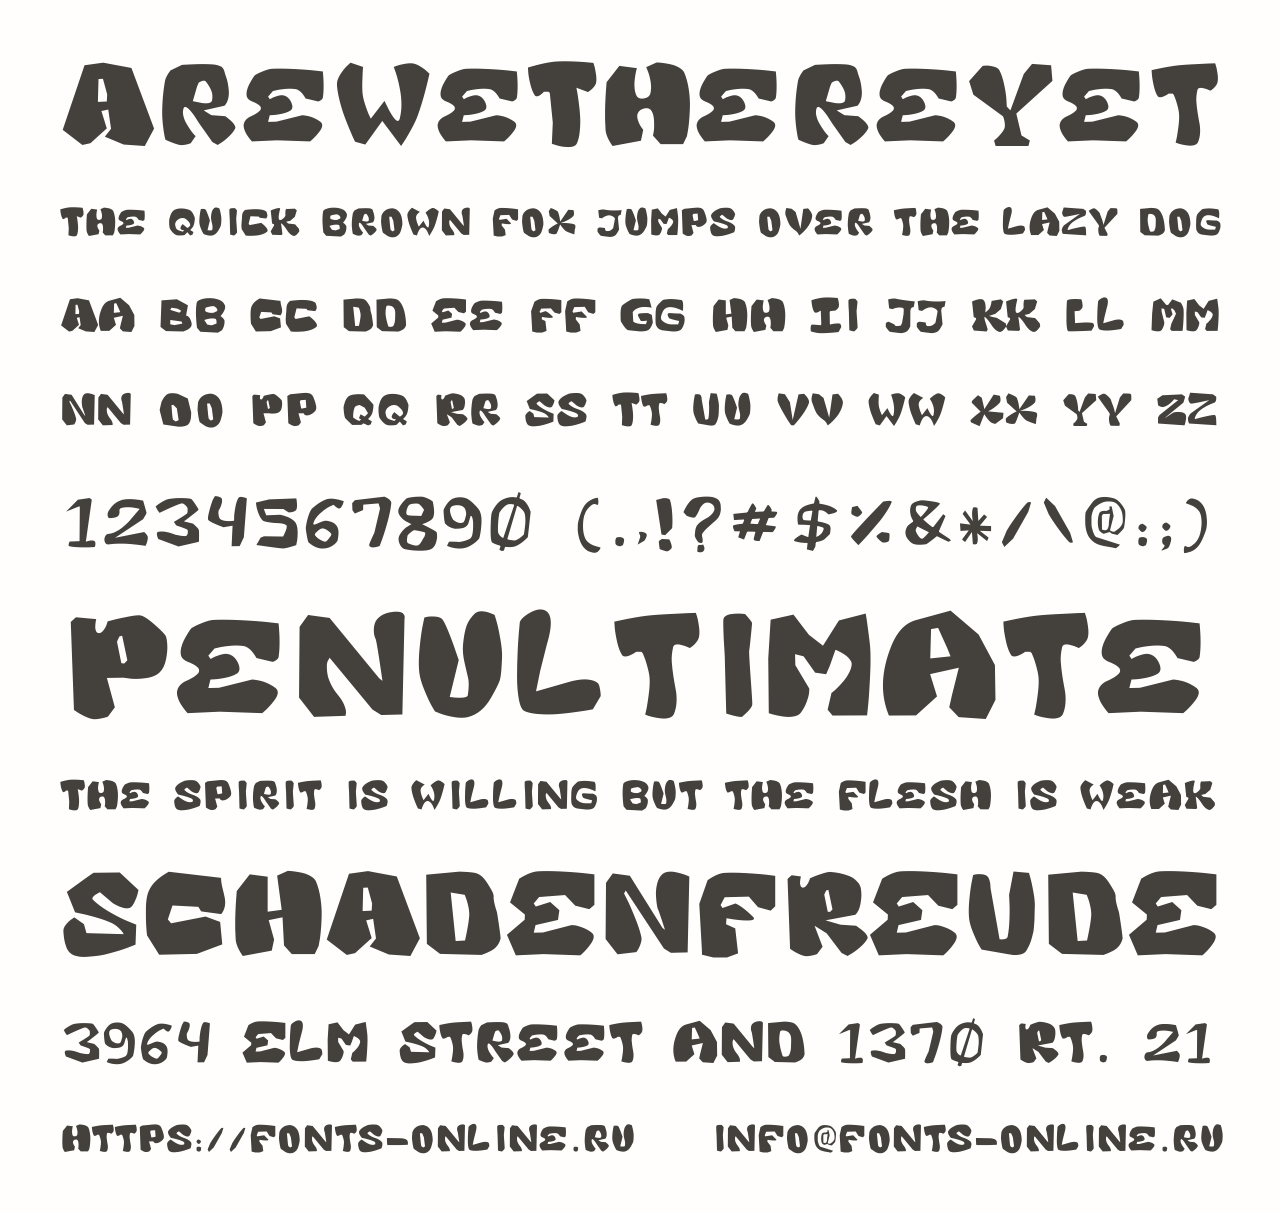 AREWETHEREYET
THE QUICK BROWN FOX JUMPS OVER THE LAZY DOG
AA BB CC DD EE FF GG HH II JJ KK LL MM
NN OO PP QQ RR SS TT UU VV WW XX YY ZZ
1234567890 (.,!?#$%&*/\@:;)
PENULTIMATE
THE SPIRIT IS WILLING BUT THE FLESH IS WEAK
SCHADENFREUDE
3964 ELM STREET AND 1370 RT. 21
HTTPS://FONTS-ONLINE.RU INFO@FONTS-ONLINE.RU